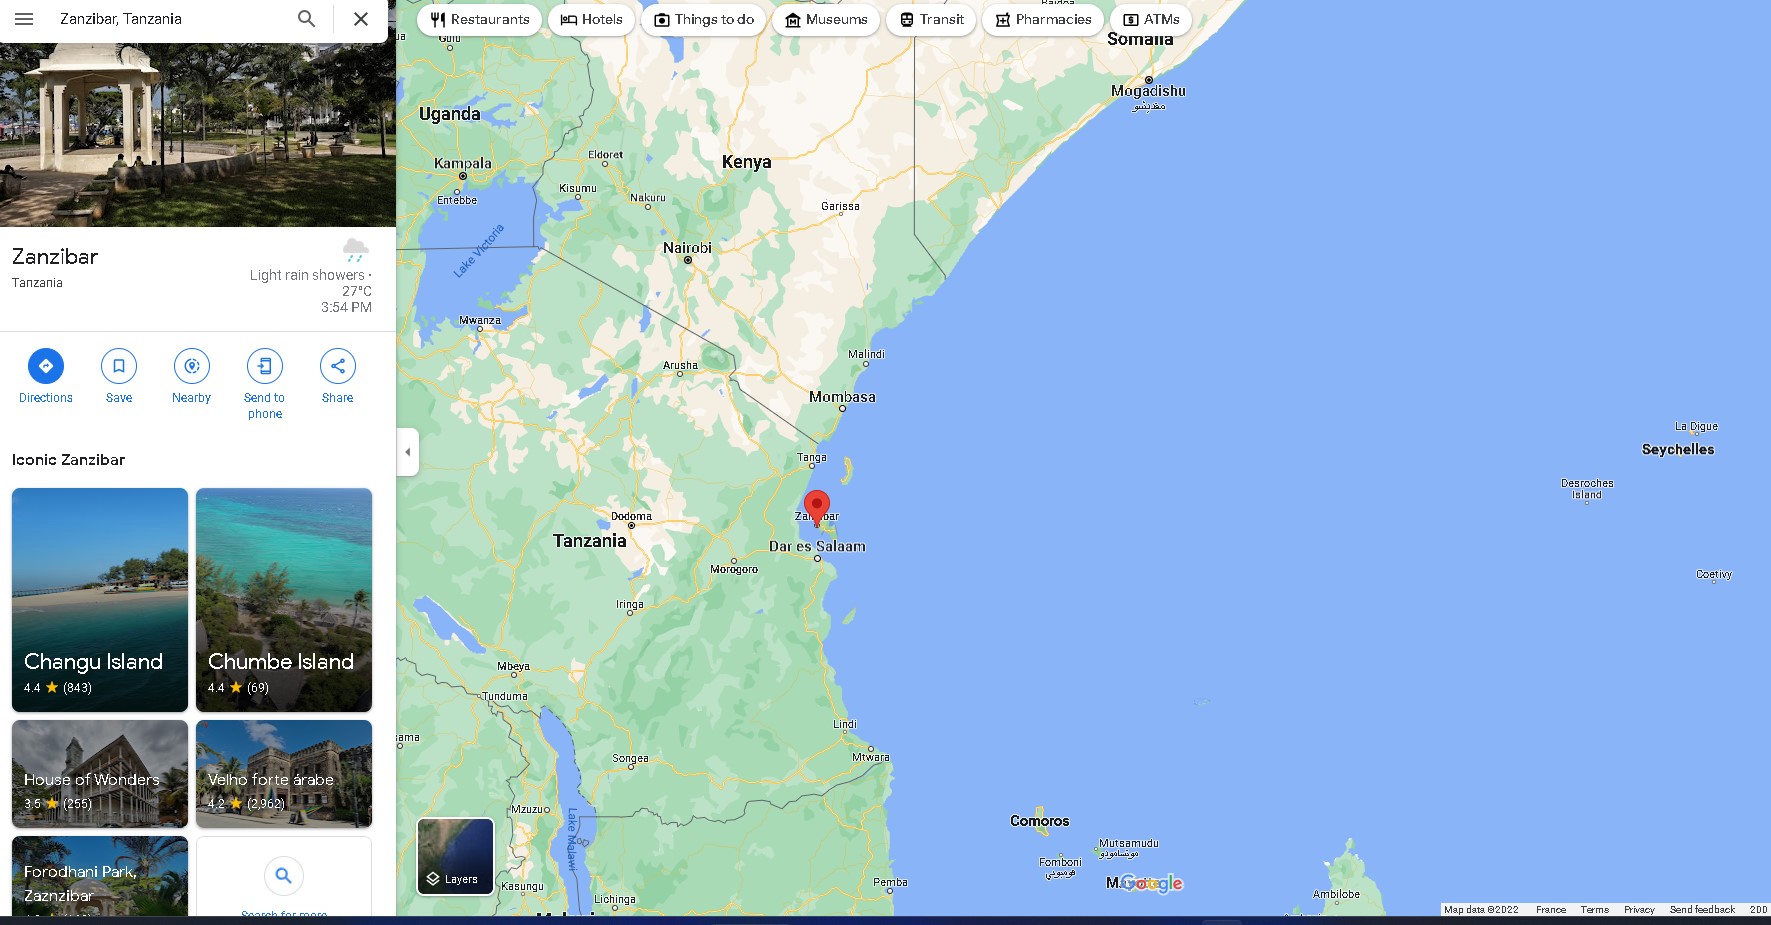 Zanzibar, Tanzania
Restaurants
Hotels
Things to do
Museums
Transit
Pharmacies
ATMs
Zanzibar
Tanzania
Light rain showers ·
27°C
3:54 PM
Directions
Save
Nearby
Send to
phone
Share
Iconic Zanzibar
Changu Island
4.4 ★ (843)
Chumbe Island
4.4 ★ (69)
House of Wonders
3.5 ★ (255)
Velho forte árabe
4.2 ★ (2,962)
Forodhani Park,
Zaznzibar
Search for more
Gulu
Somalia
Mogadishu
مقديشو
Uganda
Kampala
Entebbe
Eldoret
Kisumu
Nakuru
Kenya
Garissa
Nairobi
Lake Victoria
Mwanza
Arusha
Malindi
Mombasa
Tanga
La Digue
Seychelles
Desroches
Island
Coetivy
Dodoma
Tanzania
Dar es Salaam
Morogoro
Iringa
Mbeya
Tunduma
Lindi
Mtwara
Songea
Mzuzu
Lake Malawi
Kasungu
Lichinga
Pemba
Comoros
Mutsamudu
موتسامودو
Fomboni
فومبوني
Google
Ambilobe
Layers
Map data ©2022
France
Terms
Privacy
Send feedback
200